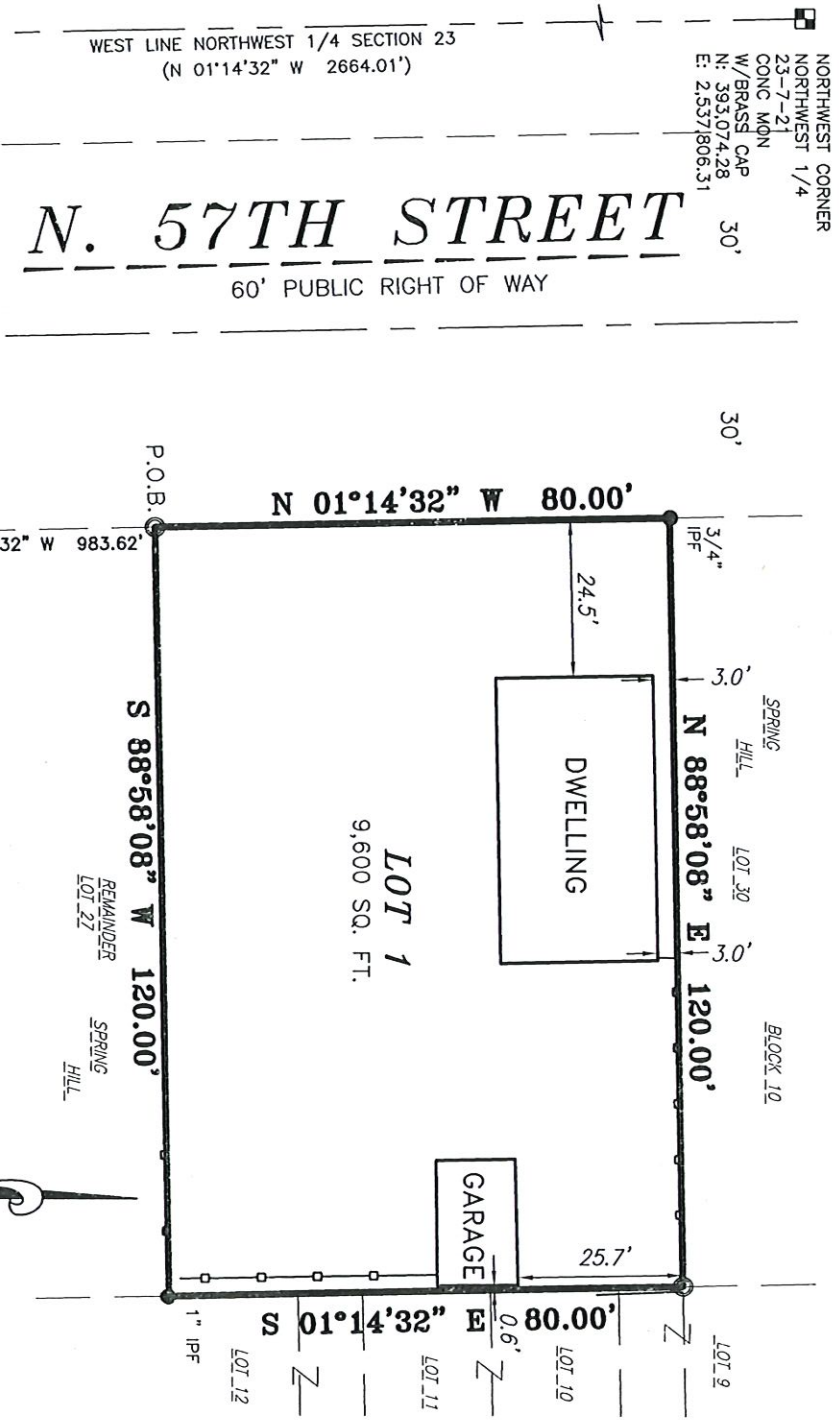 NORTHWEST CORNER
NORTHWEST 1/4
23-7-21
CONC MON
W/BRASS CAP
N: 393,074.28
E: 2,537,806.31
WEST LINE NORTHWEST 1/4 SECTION 23
(N 01°14'32" W 2664.01')
N. 57TH STREET
60' PUBLIC RIGHT OF WAY
30'
30'
P.O.B.
32" W 983.62'
N 01°14'32" W 80.00'
3/4"
IPF
24.5'
3.0'
SPRING
HILL
LOT 30
BLOCK 10
N 88°58'08" E 120.00'
3.0'
DWELLING
LOT 1
9,600 SQ. FT.
S 88°58'08" W 120.00'
REMAINDER
LOT 27
SPRING
HILL
GARAGE
25.7'
0.6'
S 01°14'32" E 80.00'
1" IPF
LOT 9
LOT 10
LOT 11
LOT 12